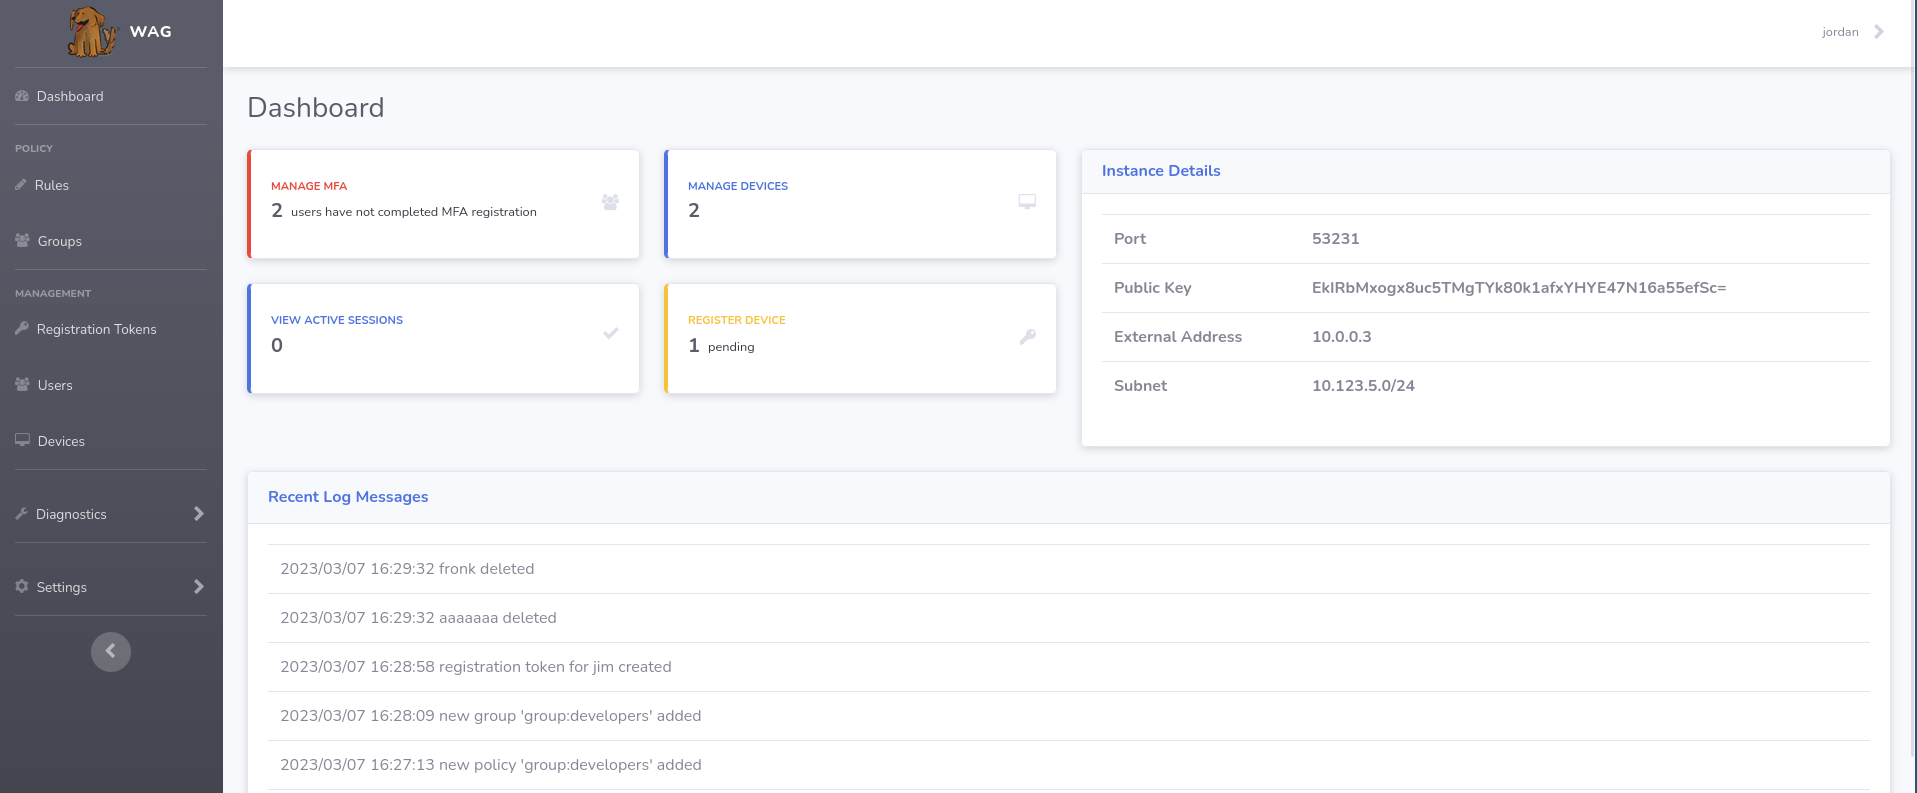 WAG
jordan
Dashboard
POLICY
Rules
Groups
MANAGEMENT
Registration Tokens
Users
Devices
Diagnostics
Settings
Dashboard
MANAGE MFA
2 users have not completed MFA registration
MANAGE DEVICES
2
VIEW ACTIVE SESSIONS
0
REGISTER DEVICE
1 pending
Instance Details
Port 53231
Public Key EkIRbMxogx8uc5TMgTYk80k1afxYHYE47N16a55efSc=
External Address 10.0.0.3
Subnet 10.123.5.0/24
Recent Log Messages
2023/03/07 16:29:32 fronk deleted
2023/03/07 16:29:32 aaaaaaa deleted
2023/03/07 16:28:58 registration token for jim created
2023/03/07 16:28:09 new group 'group:developers' added
2023/03/07 16:27:13 new policy 'group:developers' added